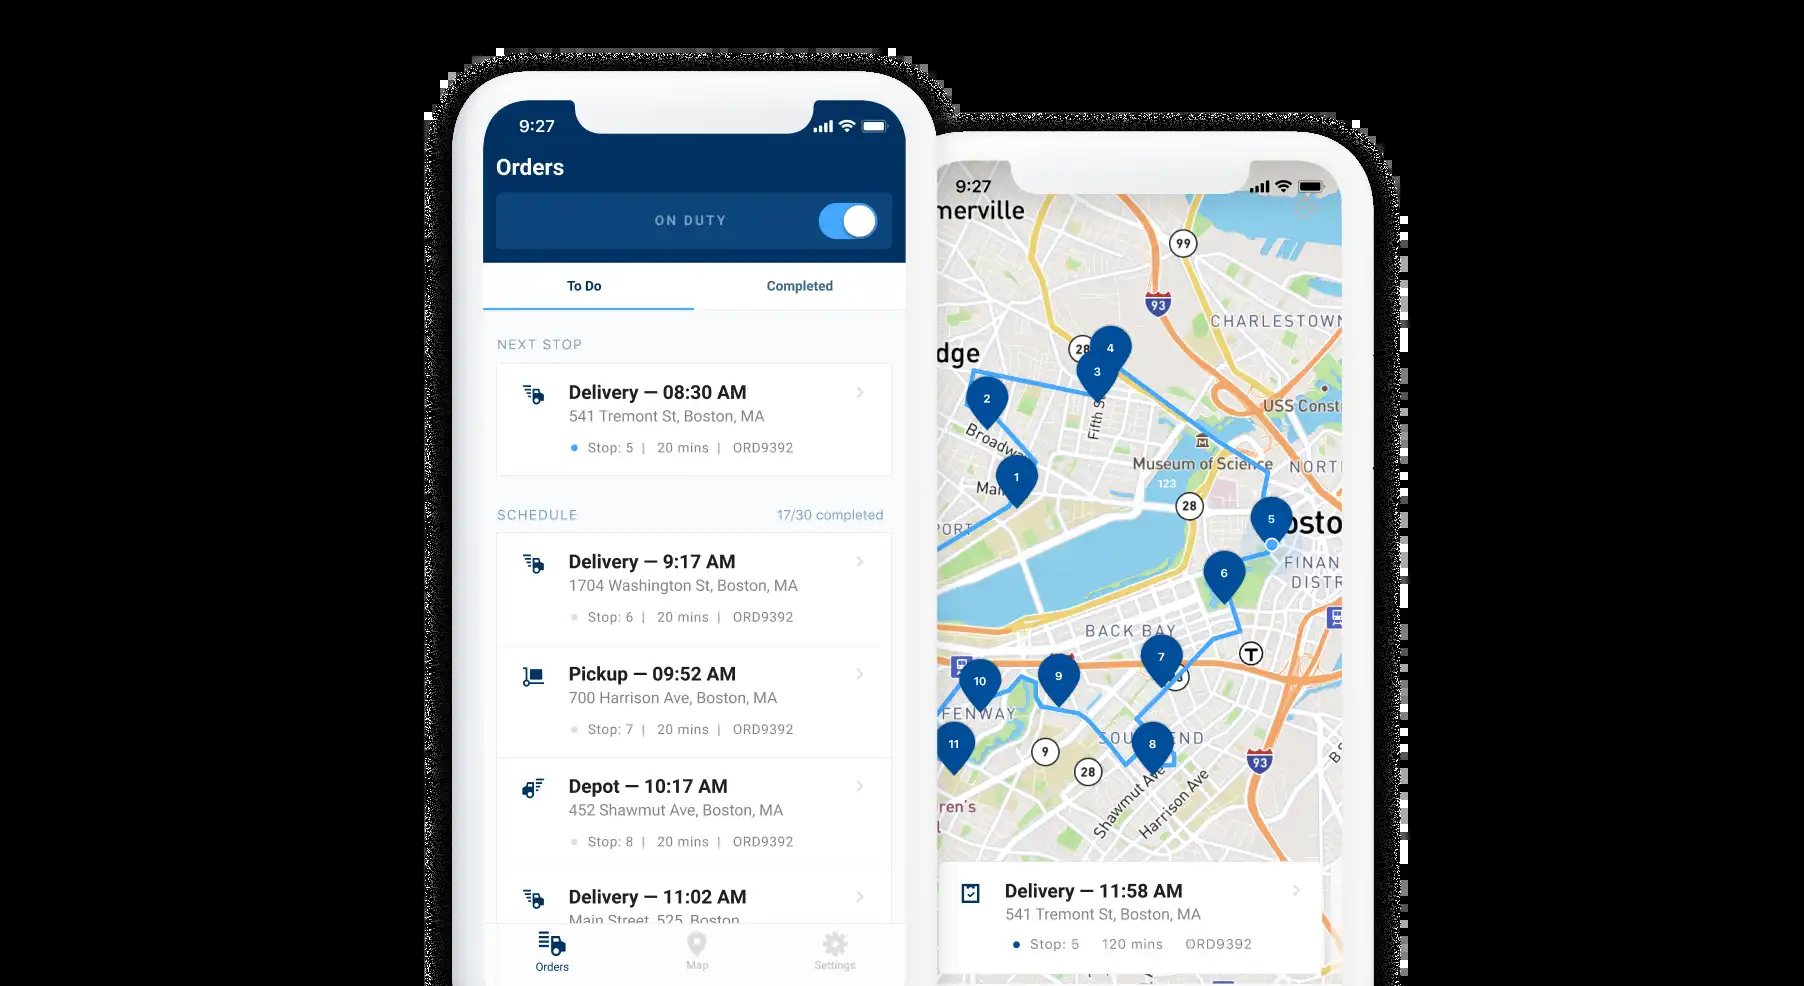 9:27
Orders
ON DUTY
To Do
Completed
NEXT STOP
Delivery — 08:30 AM
541 Tremont St, Boston, MA
Stop: 5 | 20 mins | ORD9392
SCHEDULE
17/30 completed
Delivery — 9:17 AM
1704 Washington St, Boston, MA
Stop: 6 | 20 mins | ORD9392
Pickup — 09:52 AM
700 Harrison Ave, Boston, MA
Stop: 7 | 20 mins | ORD9392
Depot — 10:17 AM
452 Shawmut Ave, Boston, MA
Stop: 8 | 20 mins | ORD9392
Delivery — 11:02 AM
Main Street, 525, Boston
Orders
Map
Settings
9:27
merville
99
93
CHARLESTOWN
28
4
dge
3
2
USS Const
Fifth S
Broadwa
Museum of Science
NORT
1
Mai
123
28
PORT
5
osto
FINAN
DISTR
6
BACK BAY
T
7
10
9
FENWAY
11
SOU
END
8
9
28
93
B
Shawmut Ave
Harrison Ave
ren's
l
Delivery — 11:58 AM
541 Tremont St, Boston, MA
Stop: 5 120 mins ORD9392